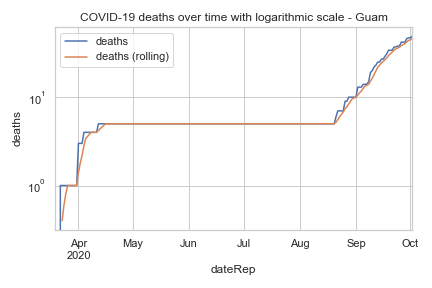 COVID-19 deaths over time with logarithmic scale - Guam
deaths
deaths (rolling)
deaths
10¹
10⁰
Apr May Jun Jul Aug Sep Oct
2020
dateRep